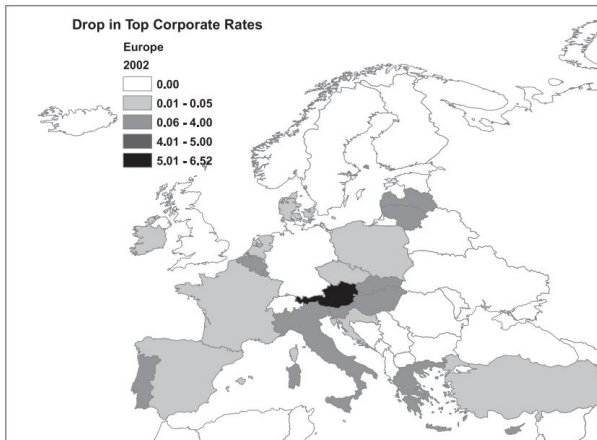 Drop in Top Corporate Rates
Europe
2002
0.00
0.01 - 0.05
0.06 - 4.00
4.01 - 5.00
5.01 - 6.52